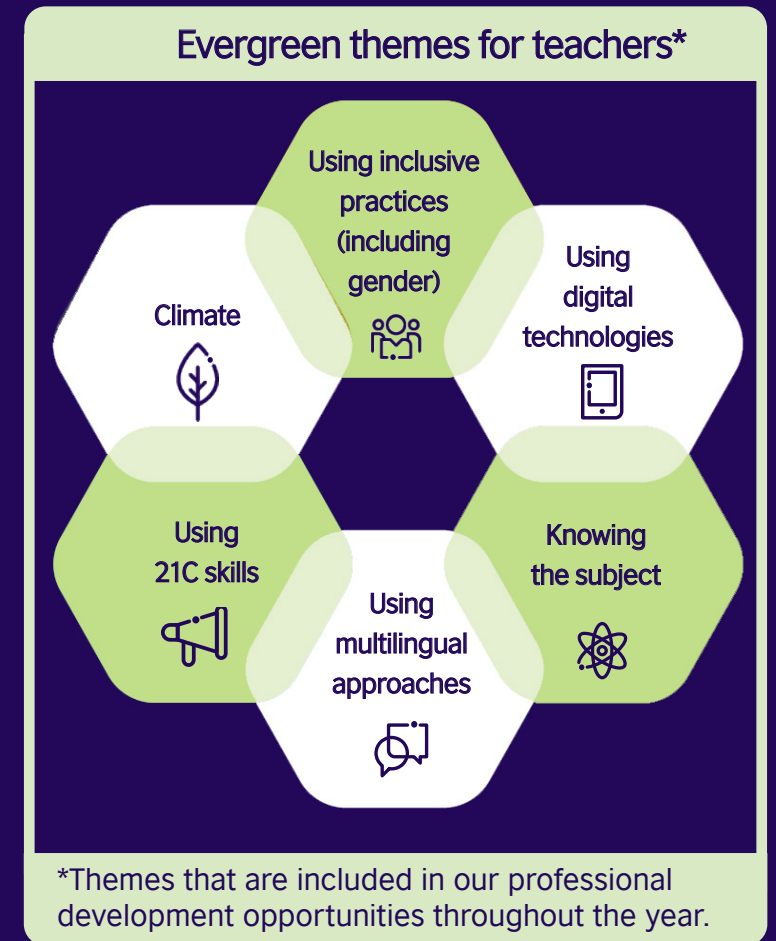 Evergreen themes for teachers*
Using inclusive
practices
(including
gender)
Using
digital
technologies
Climate
Knowing
the subject
Using
21C skills
Using
multilingual
approaches
*Themes that are included in our professional
development opportunities throughout the year.